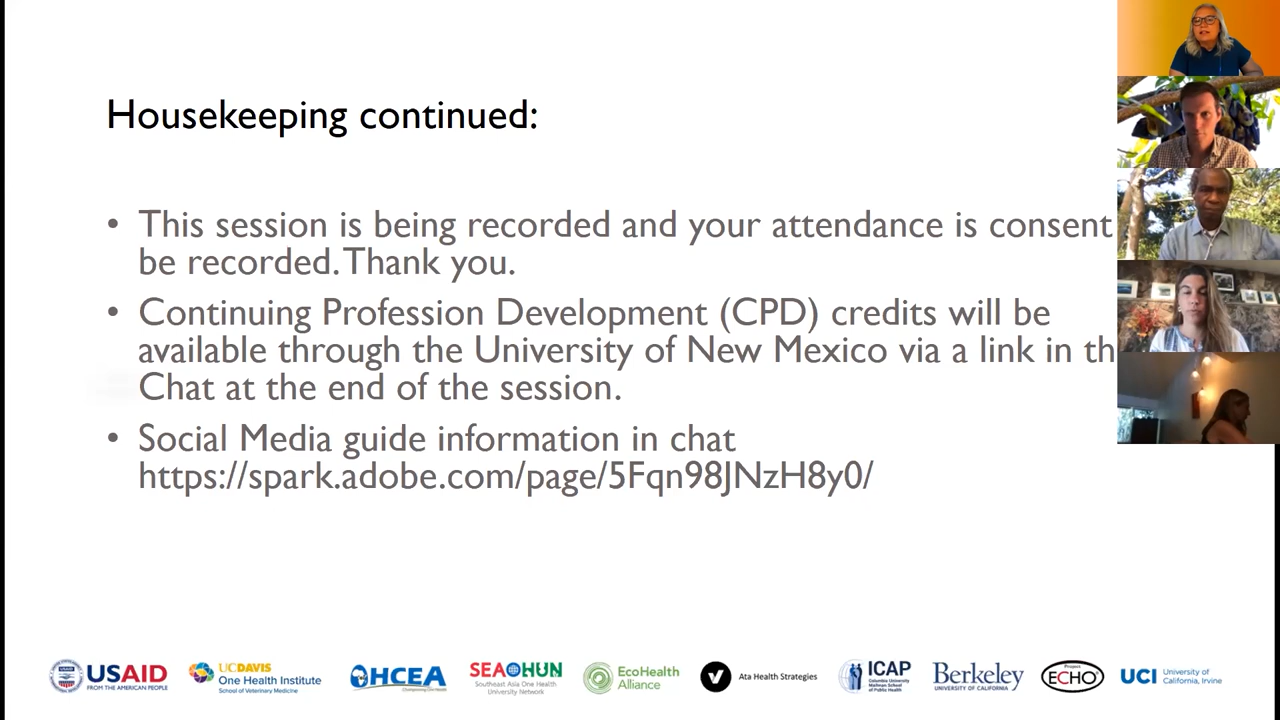 Housekeeping continued:
• This session is being recorded and your attendance is consent
be recorded. Thank you.
• Continuing Profession Development (CPD) credits will be
available through the University of New Mexico via a link in th
Chat at the end of the session.
• Social Media guide information in chat
https://spark.adobe.com/page/5Fqn98JNzH8y0/
USAID
FROM THE AMERICAN PEOPLE
UCDAVIS
One Health Institute
School of Veterinary Medicine
OHCEA
SEAOHUN
Southeast Asia One Health
University Network
EcoHealth
Alliance
Ata Health Strategies
ICAP
Columbia University
Mailman School
of Public Health
Berkeley
UNIVERSITY OF CALIFORNIA
Project
ECHO
UCI
University of
California, Irvine